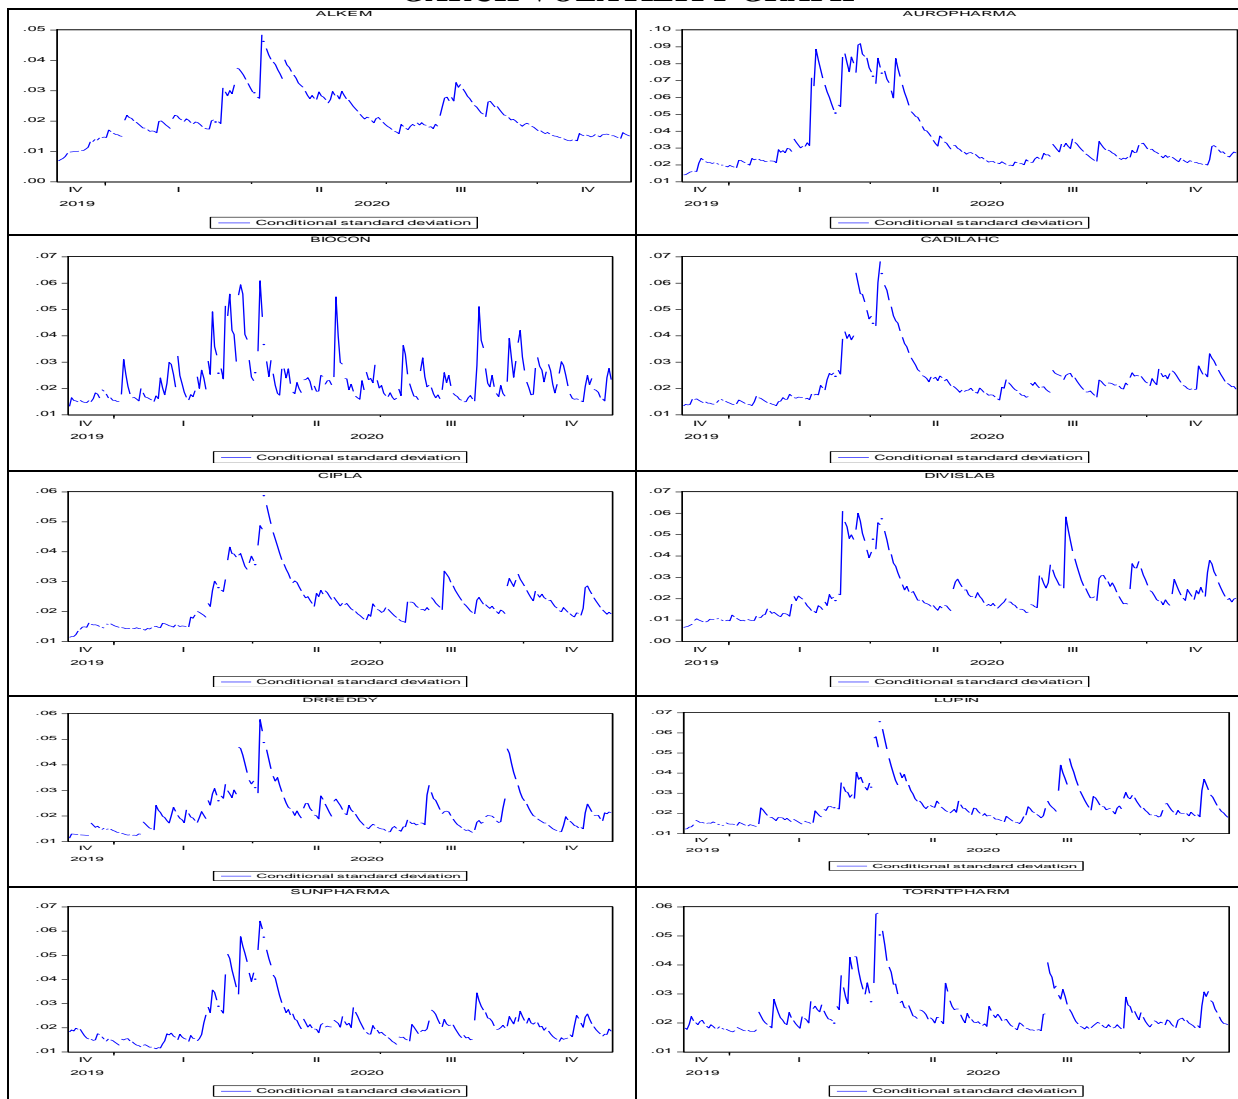 GARCH VOLATILITY GRAPH
ALKEM
.05
.04
.03
.02
.01
.00
IV I II III IV
2019 2020
Conditional standard deviation
AUROPHARMA
.10
.09
.08
.07
.06
.05
.04
.03
.02
.01
IV I II III IV
2019 2020
Conditional standard deviation
BIOCON
.07
.06
.05
.04
.03
.02
.01
IV I II III IV
2019 2020
Conditional standard deviation
CADILAHC
.07
.06
.05
.04
.03
.02
.01
IV I II III IV
2019 2020
Conditional standard deviation
CIPLA
.06
.05
.04
.03
.02
.01
IV I II III IV
2019 2020
Conditional standard deviation
DIVISLAB
.07
.06
.05
.04
.03
.02
.01
.00
IV I II III IV
2019 2020
Conditional standard deviation
DRREDDY
.06
.05
.04
.03
.02
.01
IV I II III IV
2019 2020
Conditional standard deviation
LUPIN
.07
.06
.05
.04
.03
.02
.01
IV I II III IV
2019 2020
Conditional standard deviation
SUNPHARMA
.07
.06
.05
.04
.03
.02
.01
IV I II III IV
2019 2020
Conditional standard deviation
TORNTPHARM
.06
.05
.04
.03
.02
.01
IV I II III IV
2019 2020
Conditional standard deviation